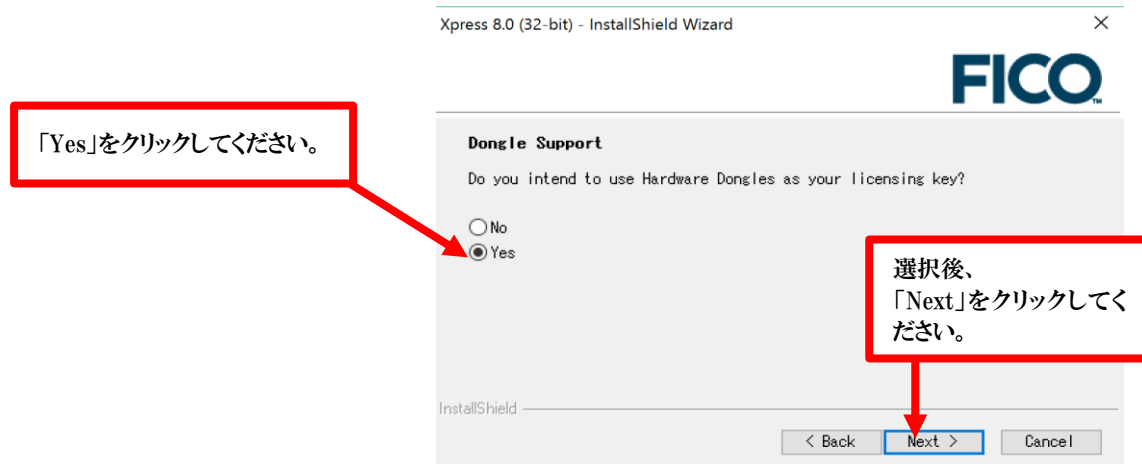 Xpress 8.0 (32-bit) - InstallShield Wizard
FICO™
「Yes」をクリックしてください。
Dongle Support
Do you intend to use Hardware Dongles as your licensing key?
No
Yes
選択後、
「Next」をクリックしてく
ださい。
InstallShield
< Back Next > Cancel